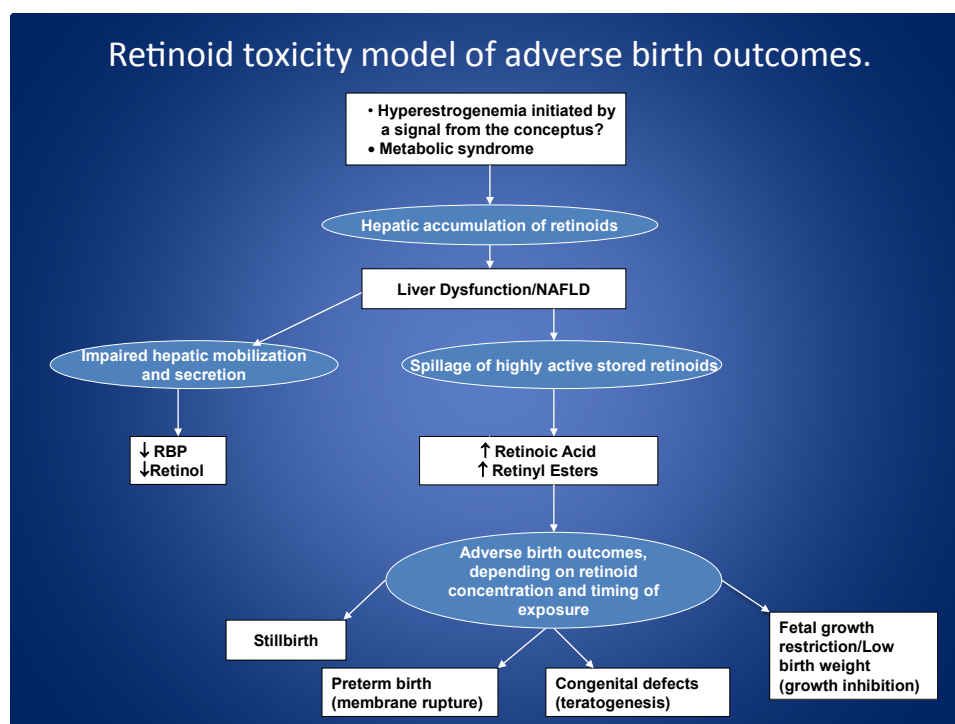 Retinoid toxicity model of adverse birth outcomes.
• Hyperestrogenemia initiated by
a signal from the conceptus?
• Metabolic syndrome
Hepatic accumulation of retinoids
Liver Dysfunction/NAFLD
Impaired hepatic mobilization
and secretion
Spillage of highly active stored retinoids
↓ RBP
↓Retinol
↑ Retinoic Acid
↑ Retinyl Esters
Adverse birth outcomes,
depending on retinoid
concentration and timing of
exposure
Stillbirth
Preterm birth
(membrane rupture)
Congenital defects
(teratogenesis)
Fetal growth
restriction/Low
birth weight
(growth inhibition)